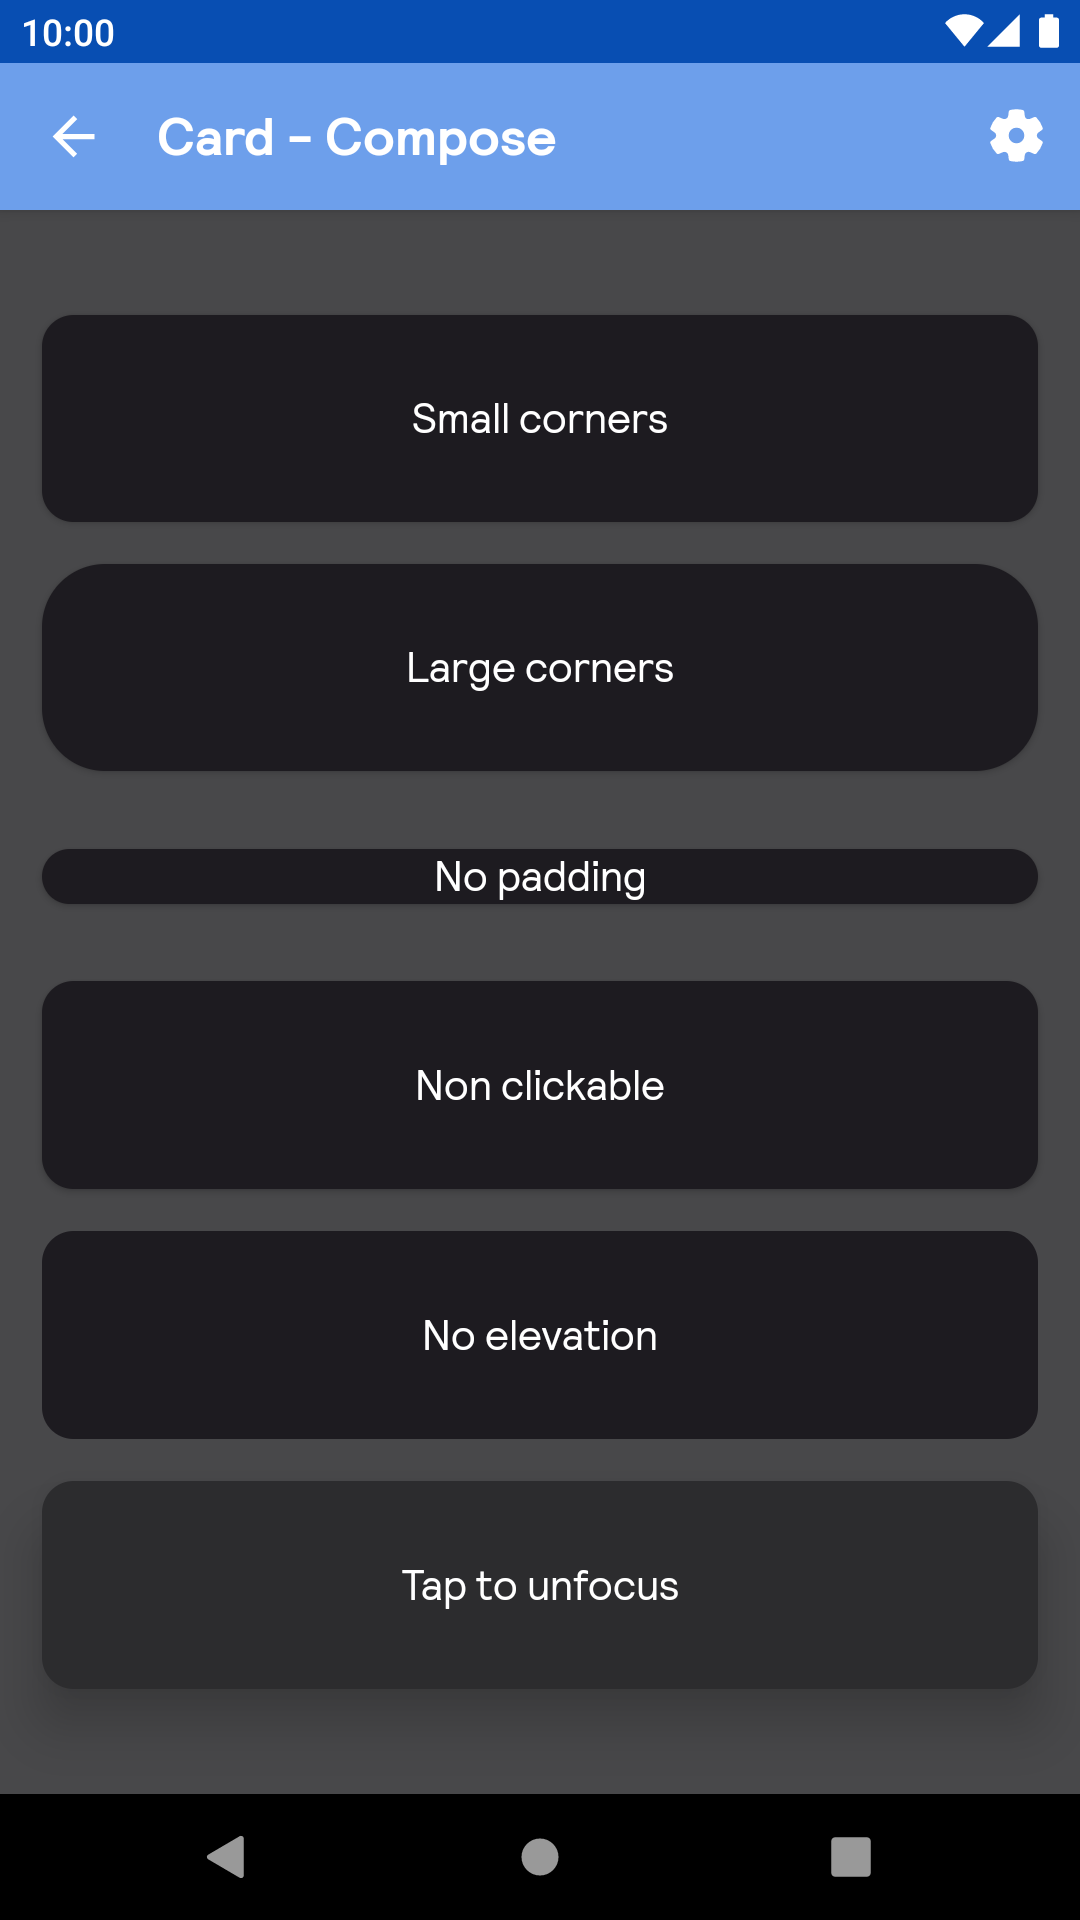 10:00
Card - Compose
Small corners
Large corners
No padding
Non clickable
No elevation
Tap to unfocus